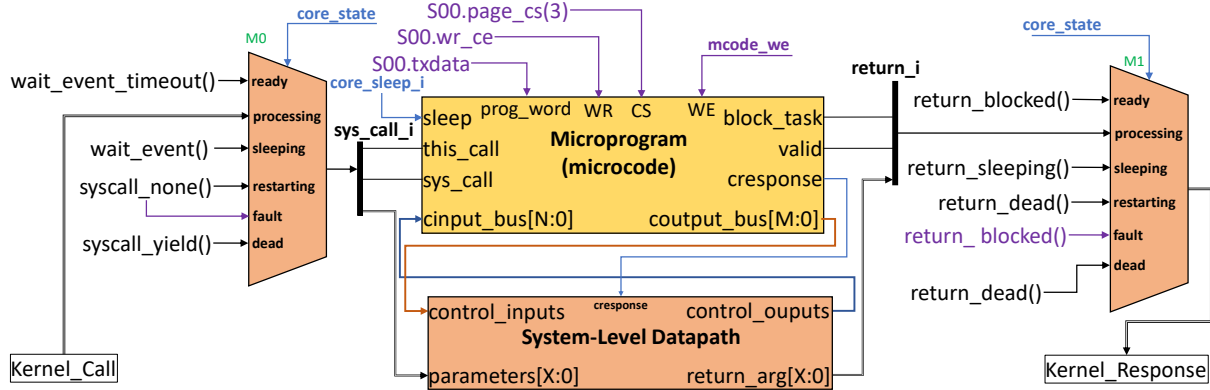 S00.page_cs(3)
core_state
M0
S00.wr_ce
mcode_we
core_state
M1
S00.txdata
return_i
wait_event_timeout()
ready
core_sleep_i
return_blocked()
ready
sleep
prog_word
WR
CS
WE
block_task
processing
sys_call_i
Microprogram
(microcode)
processing
wait_event()
sleeping
this_call
valid
return_sleeping()
sleeping
syscall_none()
restarting
sys_call
cresponse
return_dead()
restarting
fault
cinput_bus[N:0]
coutput_bus[M:0]
return_ blocked()
fault
syscall_yield()
dead
dead
return_dead()
control_inputs
cresponse
control_ouputs
System-Level Datapath
Kernel_Call
parameters[X:0]
return_arg[X:0]
Kernel_Response